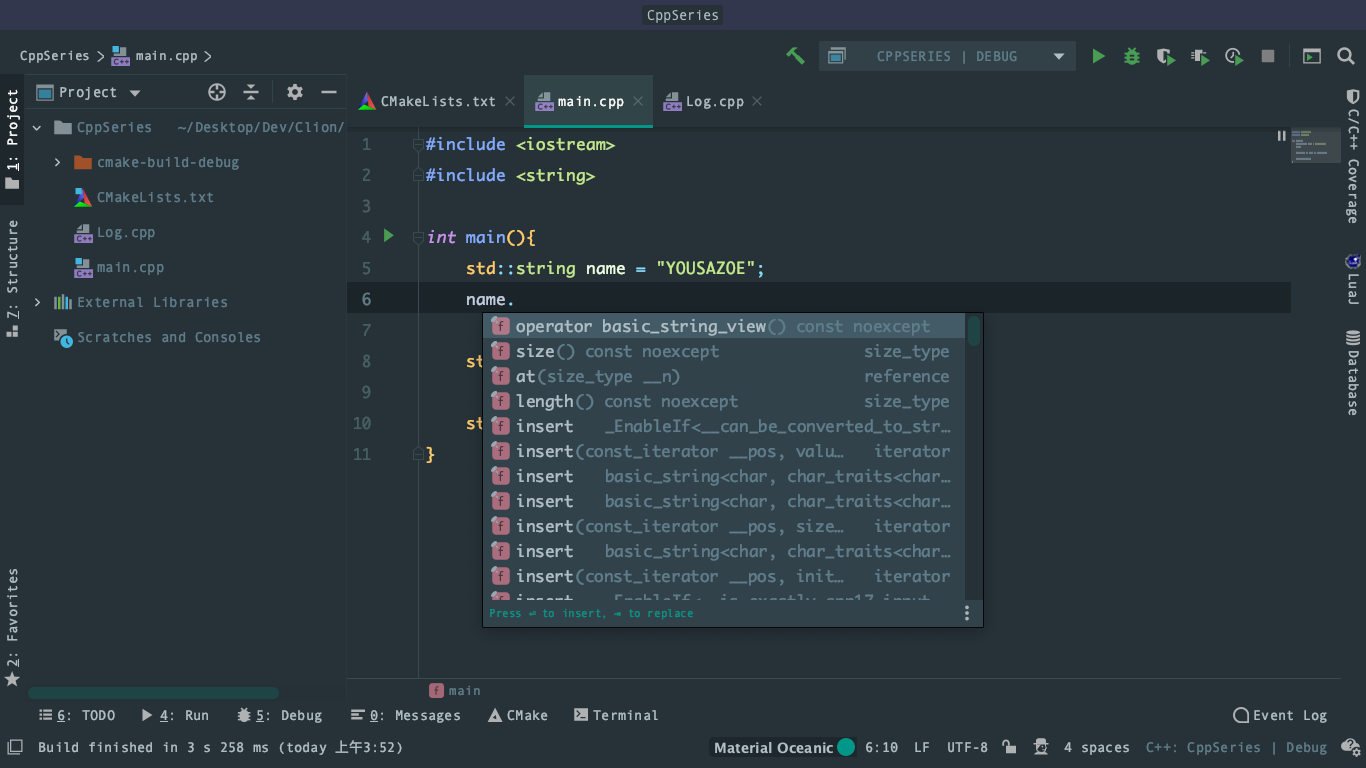 CppSeries
CppSeries > main.cpp >
CPPSERIES | DEBUG
Project
CMakeLists.txt
main.cpp
Log.cpp
1: Project
Z: Structure
2: Favorites
CppSeries ~/Desktop/Dev/Clion/
cmake-build-debug
CMakeLists.txt
Log.cpp
main.cpp
External Libraries
Scratches and Consoles
1 #include <iostream>
2 #include <string>
3
4 int main(){
5 std::string name = "YOUSAZOE";
6 name.
7
8 st
9
10 st
11 }
operator basic_string_view() const noexcept
size() const noexcept size_type
at(size_type __n) reference
length() const noexcept size_type
insert _EnableIf<__can_be_converted_to_str…
insert(const_iterator __pos, valu… iterator
insert basic_string<char, char_traits<char…
insert basic_string<char, char_traits<char…
insert(const_iterator __pos, size… iterator
insert basic_string<char, char_traits<char…
insert(const_iterator __pos, init… iterator
Press ↵ to insert, ⇥ to replace
C/C++ Coverage
LuaJ
Database
main
6: TODO
4: Run
5: Debug
0: Messages
CMake
Terminal
Event Log
Build finished in 3 s 258 ms (today 上午3:52)
Material Oceanic
6:10
LF
UTF-8
4 spaces
C++: CppSeries | Debug